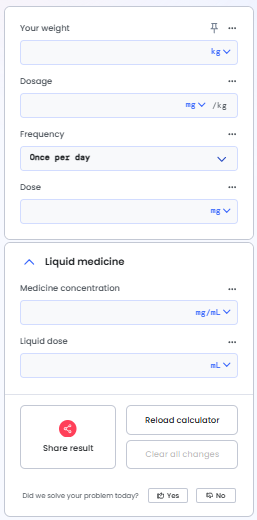 Your weight
kg
Dosage
mg /kg
Frequency
Once per day
Dose
mg
Liquid medicine
Medicine concentration
mg/mL
Liquid dose
mL
Share result
Reload calculator
Clear all changes
Did we solve your problem today? Yes No